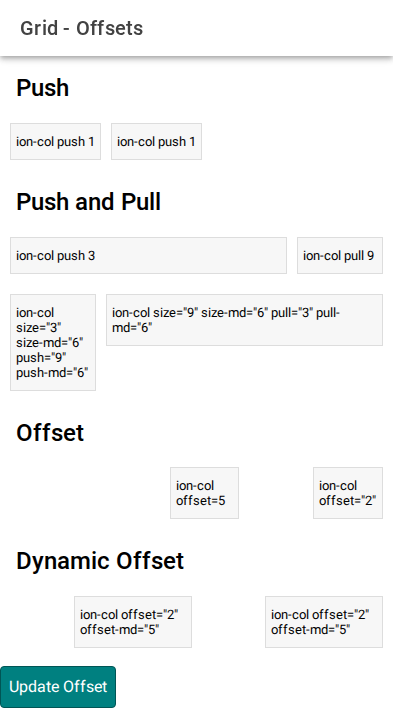 Grid - Offsets
Push
ion-col push 1
ion-col push 1
Push and Pull
ion-col push 3
ion-col pull 9
ion-col
size="3"
size-md="6"
push="9"
push-md="6"
ion-col size="9" size-md="6" pull="3" pull-
md="6"
Offset
ion-col
offset=5
ion-col
offset="2"
Dynamic Offset
ion-col offset="2"
offset-md="5"
ion-col offset="2"
offset-md="5"
Update Offset